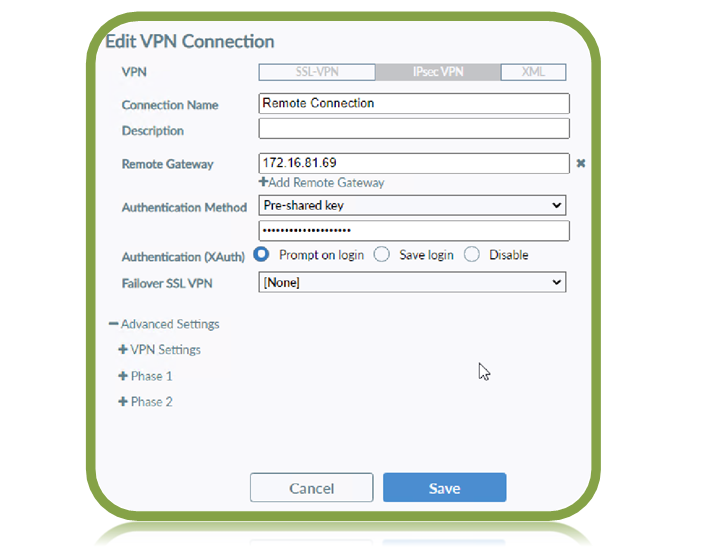 Edit VPN Connection
VPN SSL-VPN IPsec VPN XML
Connection Name Remote Connection
Description
Remote Gateway 172.16.81.69 ✖
+Add Remote Gateway
Authentication Method Pre-shared key
••••••••••••••••••••
Authentication (XAuth) Prompt on login Save login Disable
Failover SSL VPN [None]
Advanced Settings
+ VPN Settings
+ Phase 1
+ Phase 2
Cancel Save